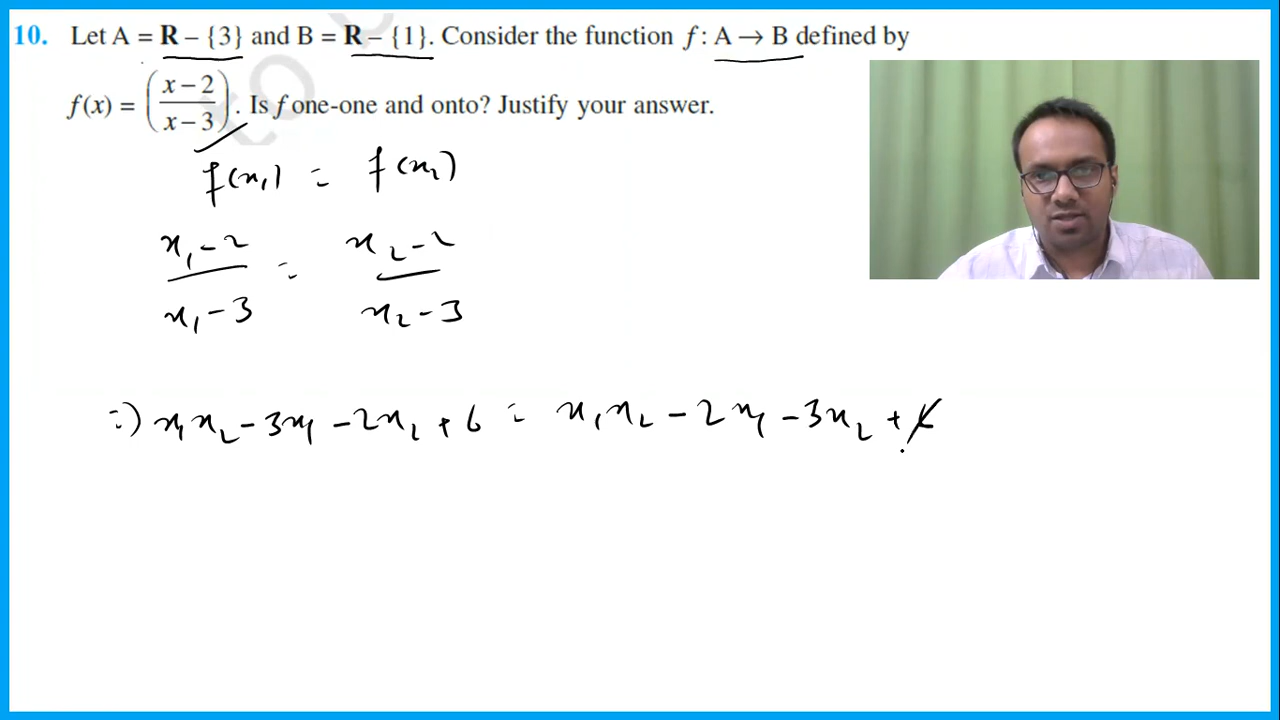 10. Let A = R – {3} and B = R – {1}. Consider the function f : A → B defined by
f(x) = (x – 2 / x – 3). Is f one-one and onto? Justify your answer.
f(x₁) = f(x₂)
x₁ – 2 / x₁ – 3 = x₂ – 2 / x₂ – 3
⇒ x₁x₂ – 3x₁ – 2x₂ + 6 = x₁x₂ – 2x₁ – 3x₂ + 6